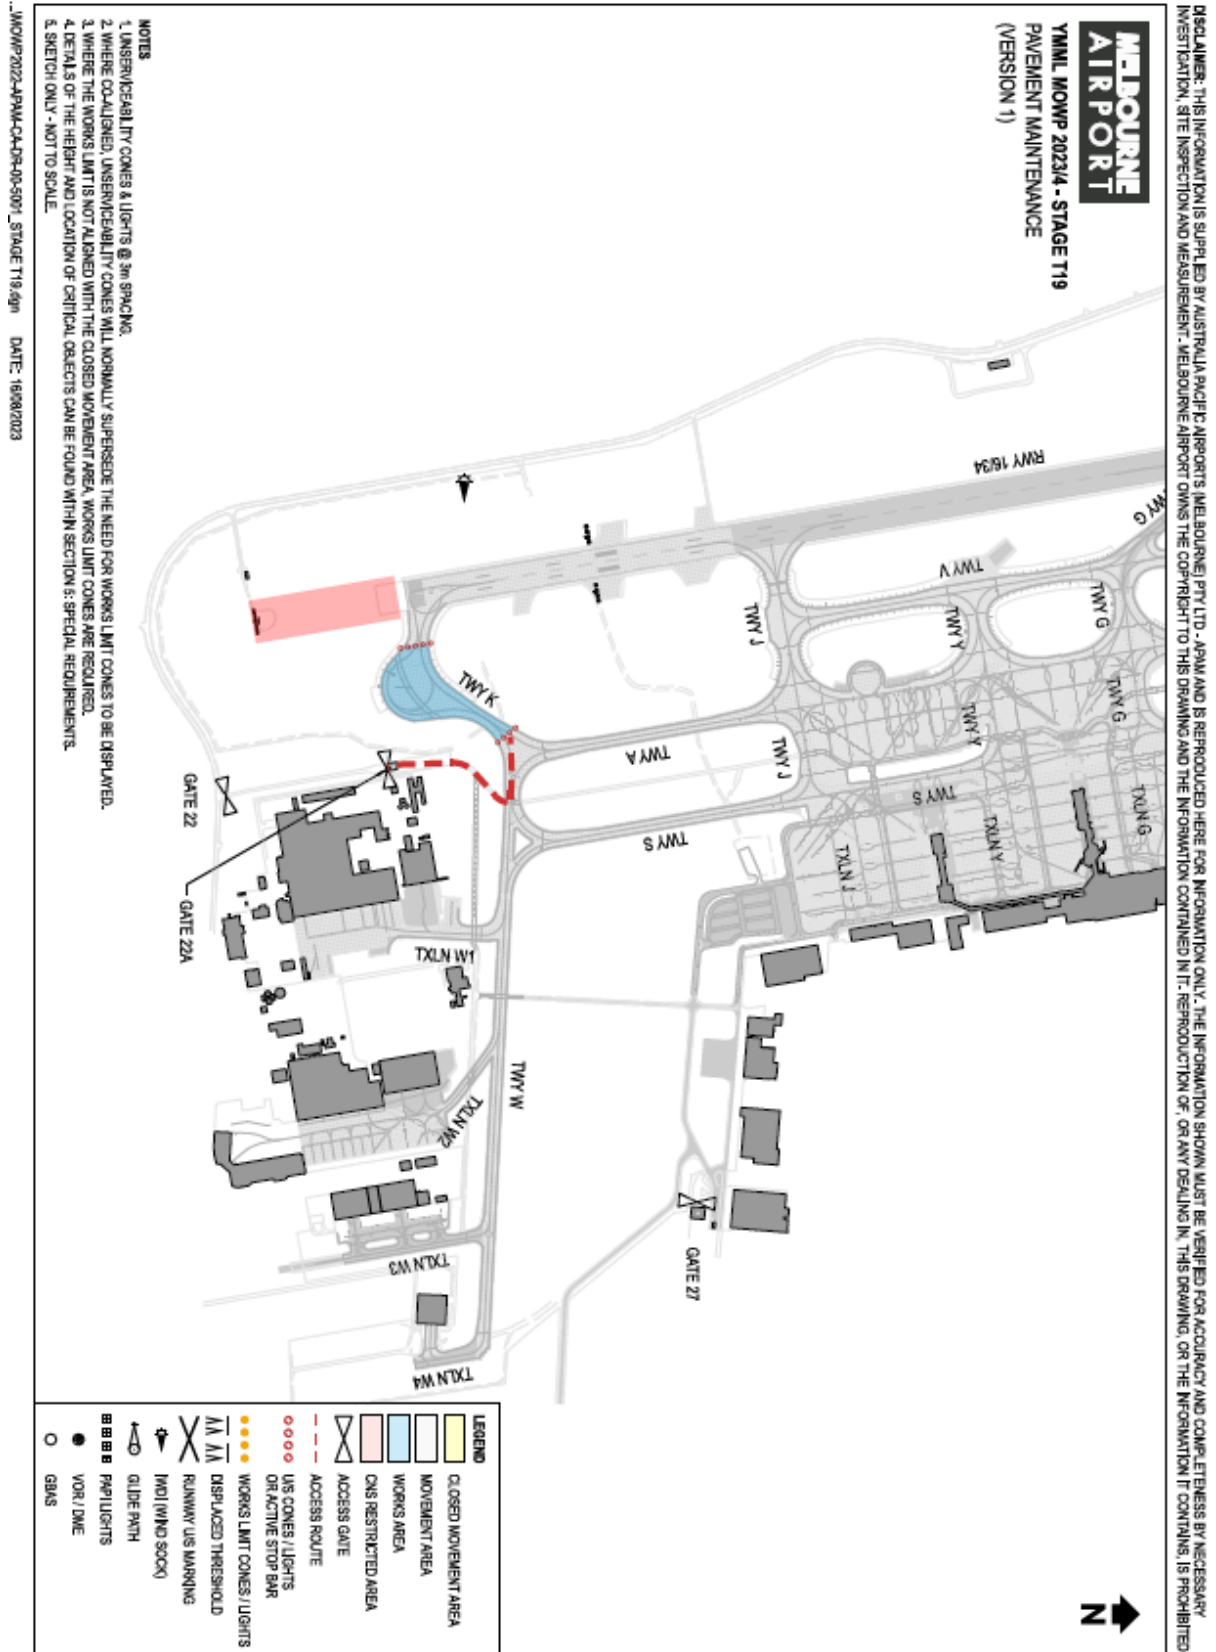 DISCLAIMER: THIS INFORMATION IS SUPPLIED BY AUSTRALIA PACIFIC AIRPORTS (MELBOURNE) PTY LTD - APAM AND IS REPRODUCED HERE FOR INFORMATION ONLY. THE INFORMATION SHOWN MUST BE VERIFIED FOR ACCURACY AND COMPLETENESS BY NECESSARY
INVESTIGATION, SITE INSPECTION AND MEASUREMENT. MELBOURNE AIRPORT OWNS THE COPYRIGHT TO THIS DRAWING AND THE INFORMATION CONTAINED IN IT. REPRODUCTION OF, OR ANY DEALING IN, THIS DRAWING, OR THE INFORMATION IT CONTAINS, IS PROHIBITED
MELBOURNE
AIRPORT
YMML MOWP 2023/4 - STAGE T19
PAVEMENT MAINTENANCE
(VERSION 1)
N
RWY 16/34
TWY G
TWY V
TWY G
TWY Y
TWY J
TWY G
TWY Y
TWY K
TWY A
TWY J
TWY S
TXLN G
TXLN Y
TWY S
TXLN J
GATE 22
GATE 22A
TXLN W1
TWY W
TXLN W2
GATE 27
TXLN W3
TXLN W4
NOTES
1. UNSERVICEABILITY CONES & LIGHTS @ 3m SPACING.
2. WHERE CO-ALIGNED, UNSERVICEABILITY CONES WILL NORMALLY SUPERSEDE THE NEED FOR WORKS LIMIT CONES TO BE DISPLAYED.
3. WHERE THE WORKS LIMIT IS NOT ALIGNED WITH THE CLOSED MOVEMENT AREA, WORKS LIMIT CONES ARE REQUIRED.
4. DETAILS OF THE HEIGHT AND LOCATION OF CRITICAL OBJECTS CAN BE FOUND WITHIN SECTION 5: SPECIAL REQUIREMENTS.
5. SKETCH ONLY - NOT TO SCALE.
LEGEND
CLOSED MOVEMENT AREA
MOVEMENT AREA
WORKS AREA
CNS RESTRICTED AREA
ACCESS GATE
ACCESS ROUTE
U/S CONES / LIGHTS
OR ACTIVE STOP BAR
WORKS LIMIT CONES / LIGHTS
DISPLACED THRESHOLD
RUNWAY U/S MARKING
IWDI (WIND SOCK)
GLIDE PATH
PAPI LIGHTS
VOR / DME
GBAS
...\MOWP2022-APAM-CA-DR-00-5001_STAGE T19.dgn DATE: 16/08/2023